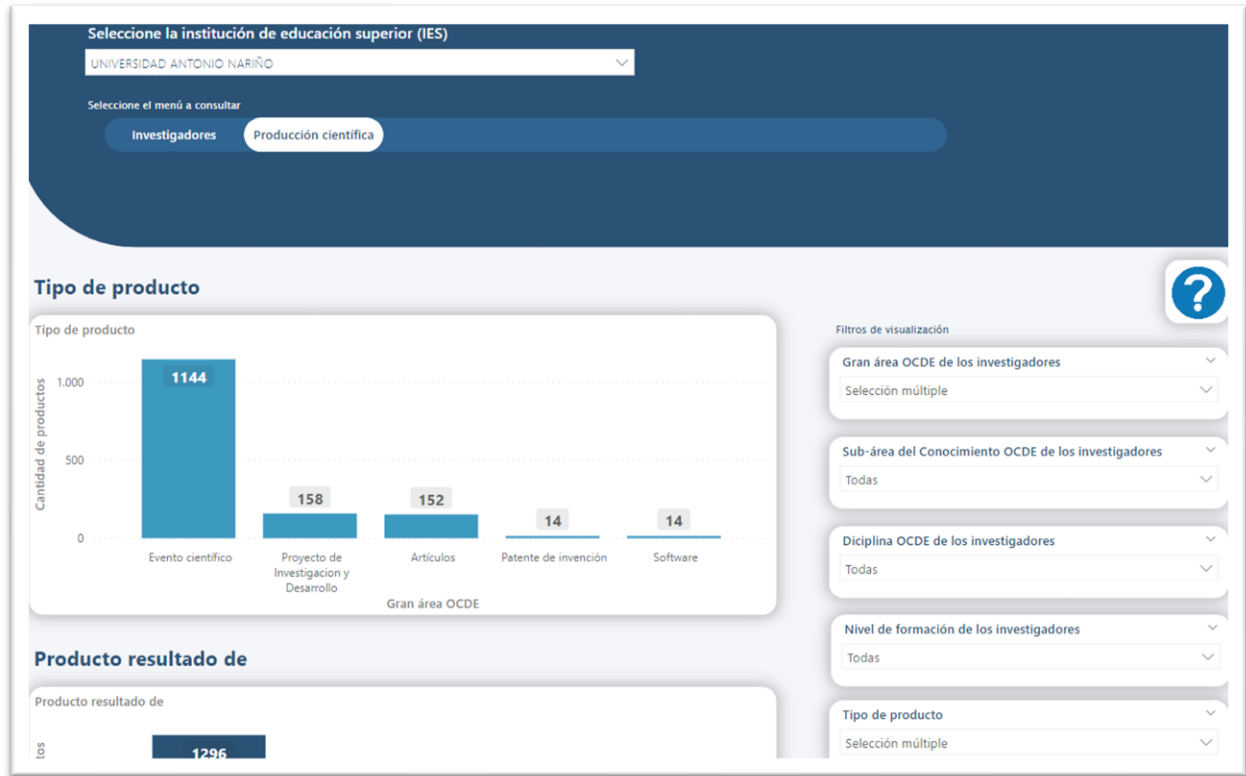 Seleccione la institución de educación superior (IES)
UNIVERSIDAD ANTONIO NARIÑO
Seleccione el menú a consultar
Investigadores
Producción científica
Tipo de producto
Tipo de producto
Cantidad de productos
1.000
500
0
1144
158
152
14
14
Evento científico
Proyecto de
Investigacion y
Desarrollo
Artículos
Patente de invención
Software
Gran área OCDE
Producto resultado de
Producto resultado de
tos
1296
?
Filtros de visualización
Gran área OCDE de los investigadores
Selección múltiple
Sub-área del Conocimiento OCDE de los investigadores
Todas
Diciplina OCDE de los investigadores
Todas
Nivel de formación de los investigadores
Todas
Tipo de producto
Selección múltiple